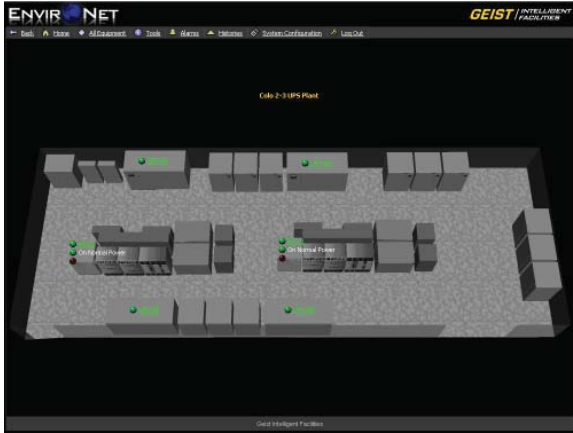 ENVIRONET
GEIST / INTELLIGENT FACILITIES
Back Home All Equipment Tools Alarms Histories System Configuration Log Out
Colo 2-3 UPS Plant
On Normal Power
On Normal Power
Geist Intelligent Facilities